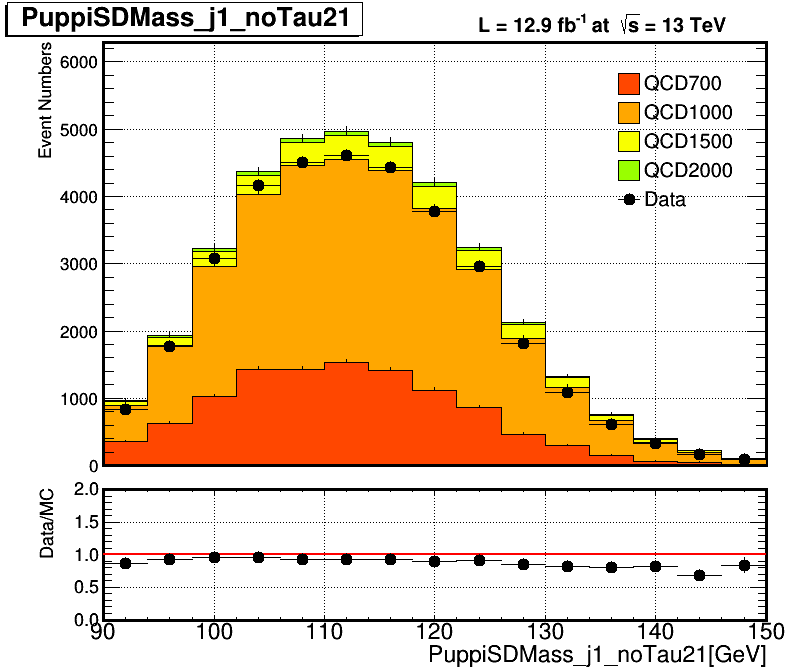 PuppiSDMass_j1_noTau21
L = 12.9 fb⁻¹ at √s = 13 TeV
Event Numbers
6000
5000
4000
3000
2000
1000
0
QCD700
QCD1000
QCD1500
QCD2000
Data
Data/MC
2.0
1.5
1.0
0.5
0.0
90 100 110 120 130 140 150
PuppiSDMass_j1_noTau21[GeV]